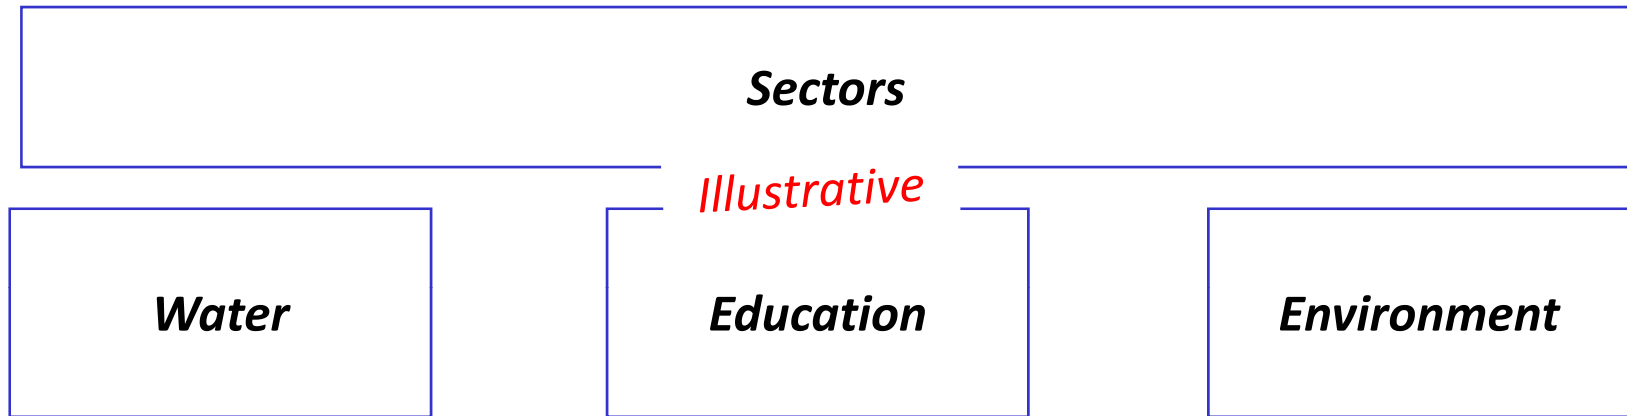 Sectors
Illustrative
Water
Education
Environment